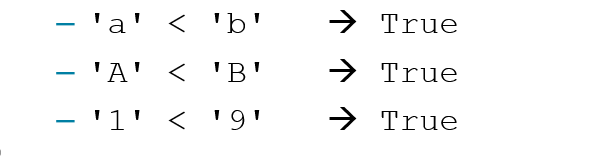 – 'a' < 'b' → True
– 'A' < 'B' → True
– '1' < '9' → True